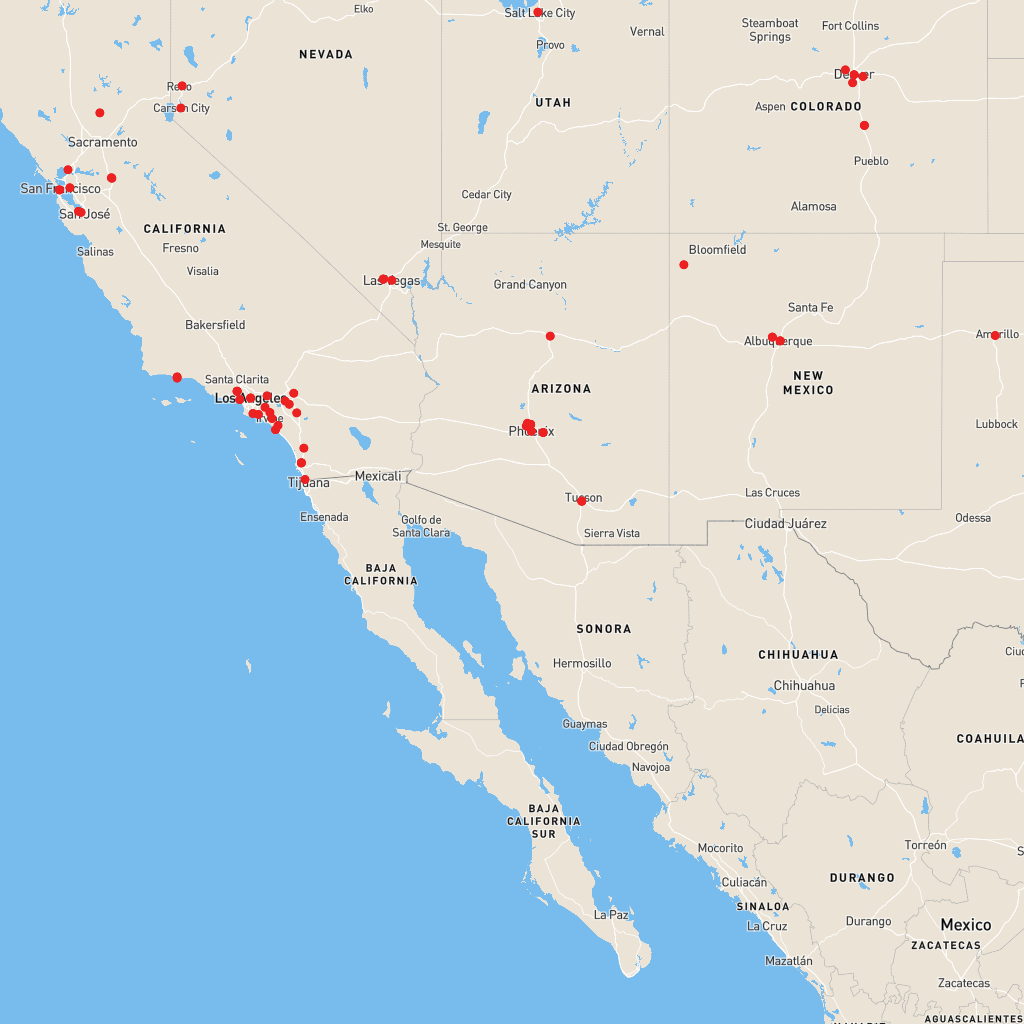 Elko
Salt Lake City
Vernal
Steamboat
Springs
Fort Collins
NEVADA
Provo
Reno
Denver
Carson City
UTAH
Aspen
COLORADO
Sacramento
Pueblo
San Francisco
Cedar City
San José
Alamosa
CALIFORNIA
St. George
Salinas
Fresno
Mesquite
Bloomfield
Visalia
Las Vegas
Grand Canyon
Santa Fe
Bakersfield
Albuquerque
Amarillo
Santa Clarita
NEW
MEXICO
Los Angeles
ARIZONA
Irvine
Phoenix
Lubbock
Tijuana
Mexicali
Tucson
Las Cruces
Ensenada
Golfo de
Santa Clara
Sierra Vista
Ciudad Juárez
Odessa
BAJA
CALIFORNIA
SONORA
CHIHUAHUA
Hermosillo
Chihuahua
Delicias
Guaymas
Ciudad Obregón
COAHUILA
Navojoa
BAJA
CALIFORNIA
SUR
Mocorito
Torreón
Culiacán
DURANGO
SINALOA
La Paz
La Cruz
Durango
Mexico
ZACATECAS
Mazatlán
Zacatecas
AGUASCALIENTES